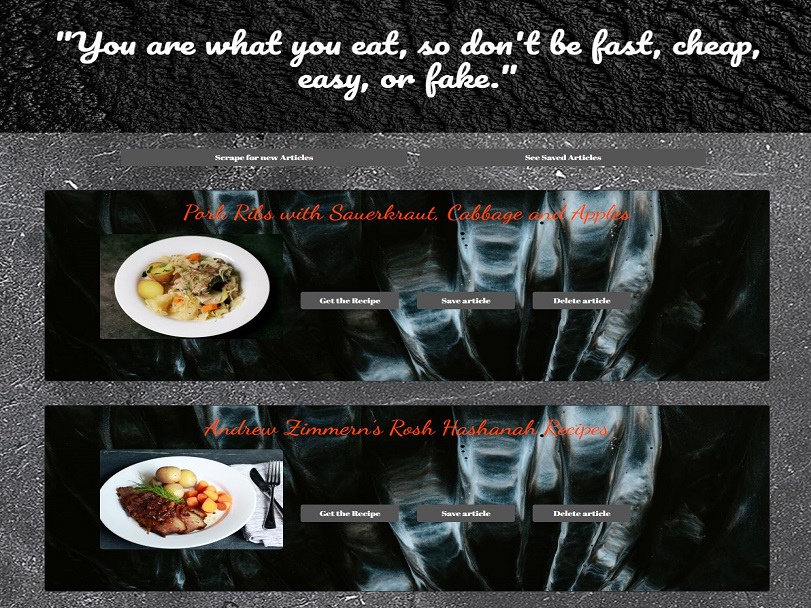 "You are what you eat, so don't be fast, cheap,
easy, or fake."
Scrape for new Articles
See Saved Articles
Pork Ribs with Sauerkraut, Cabbage and Apples
Get the Recipe
Save article
Delete article
Andrew Zimmern's Rosh Hashanah Recipes
Get the Recipe
Save article
Delete article